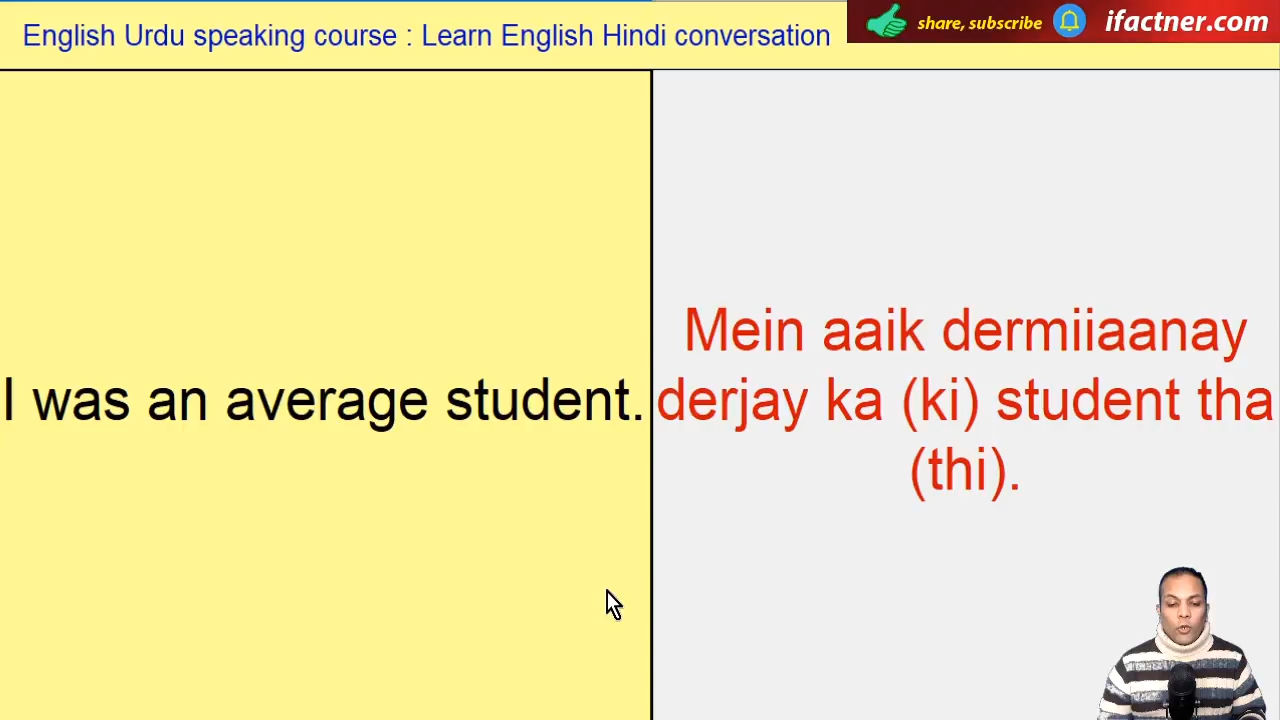 English Urdu speaking course : Learn English Hindi conversation
share, subscribe
ifactner.com
I was an average student.
Mein aaik dermiiaanay
derjay ka (ki) student tha
(thi).